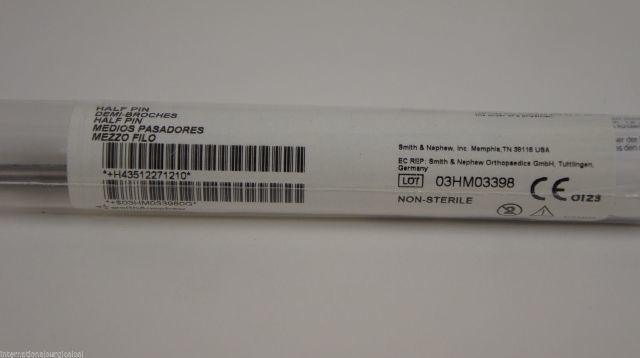 HALF PIN
DEMI-BROCHES
HALF PIN
MEDIOS PASADORES
MEZZO FILO
*+H43512271210*
Smith & Nephew, Inc. Memphis, TN 38116 USA
EC REP: Smith & Nephew Orthopaedics GmbH, Tuttlingen,
Germany
LOT 03HM03398
NON-STERILE
CE 0123